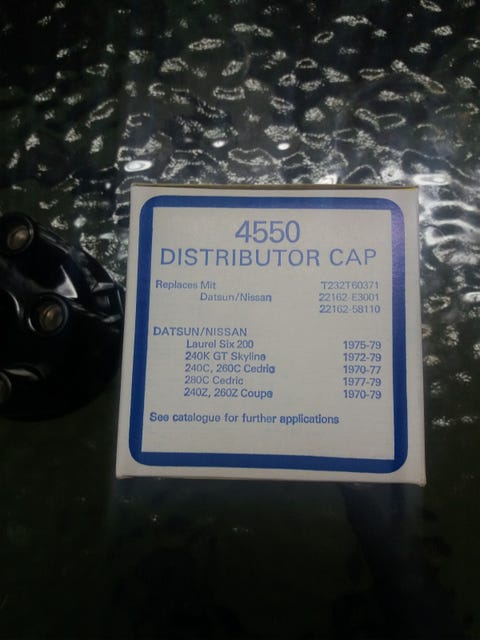 4550
DISTRIBUTOR CAP
Replaces Mit T232T60371
Datsun/Nissan 22162-E3001
22162-58110
DATSUN/NISSAN
Laurel Six 200 1975-79
240K GT Skyline 1972-79
240C, 260C Cedric 1970-77
280C Cedric 1977-79
240Z, 260Z Coupe 1970-79
See catalogue for further applications